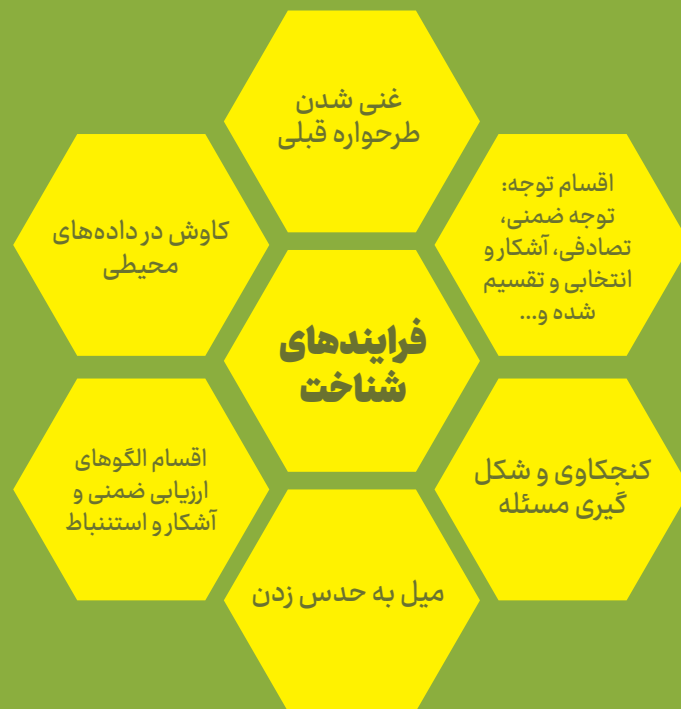 غنی شدن
طرحواره قبلی
اقسام توجه:
توجه ضمنی،
تصادفی، آشکار و
انتخابی و تقسیم
شده و...
کاوش در داده‌های
محیطی
فرایندهای
شناخت
کنجکاوی و شکل
گیری مسئله
اقسام الگوهای
ارزیابی ضمنی و
آشکار و استننباط
میل به حدس زدن